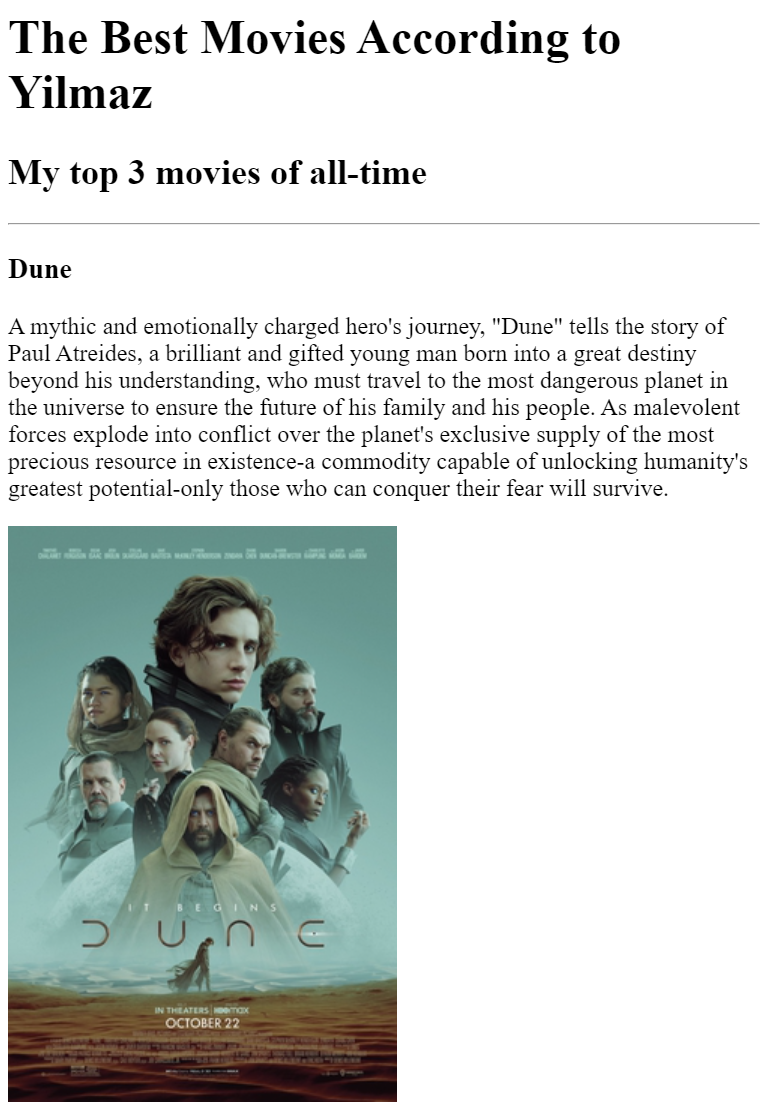 The Best Movies According to
Yilmaz
My top 3 movies of all-time
Dune
A mythic and emotionally charged hero's journey, "Dune" tells the story of
Paul Atreides, a brilliant and gifted young man born into a great destiny
beyond his understanding, who must travel to the most dangerous planet in
the universe to ensure the future of his family and his people. As malevolent
forces explode into conflict over the planet's exclusive supply of the most
precious resource in existence-a commodity capable of unlocking humanity's
greatest potential-only those who can conquer their fear will survive.
IT BEGINS
DUNE
IN THEATERS HBOMAX
OCTOBER 22